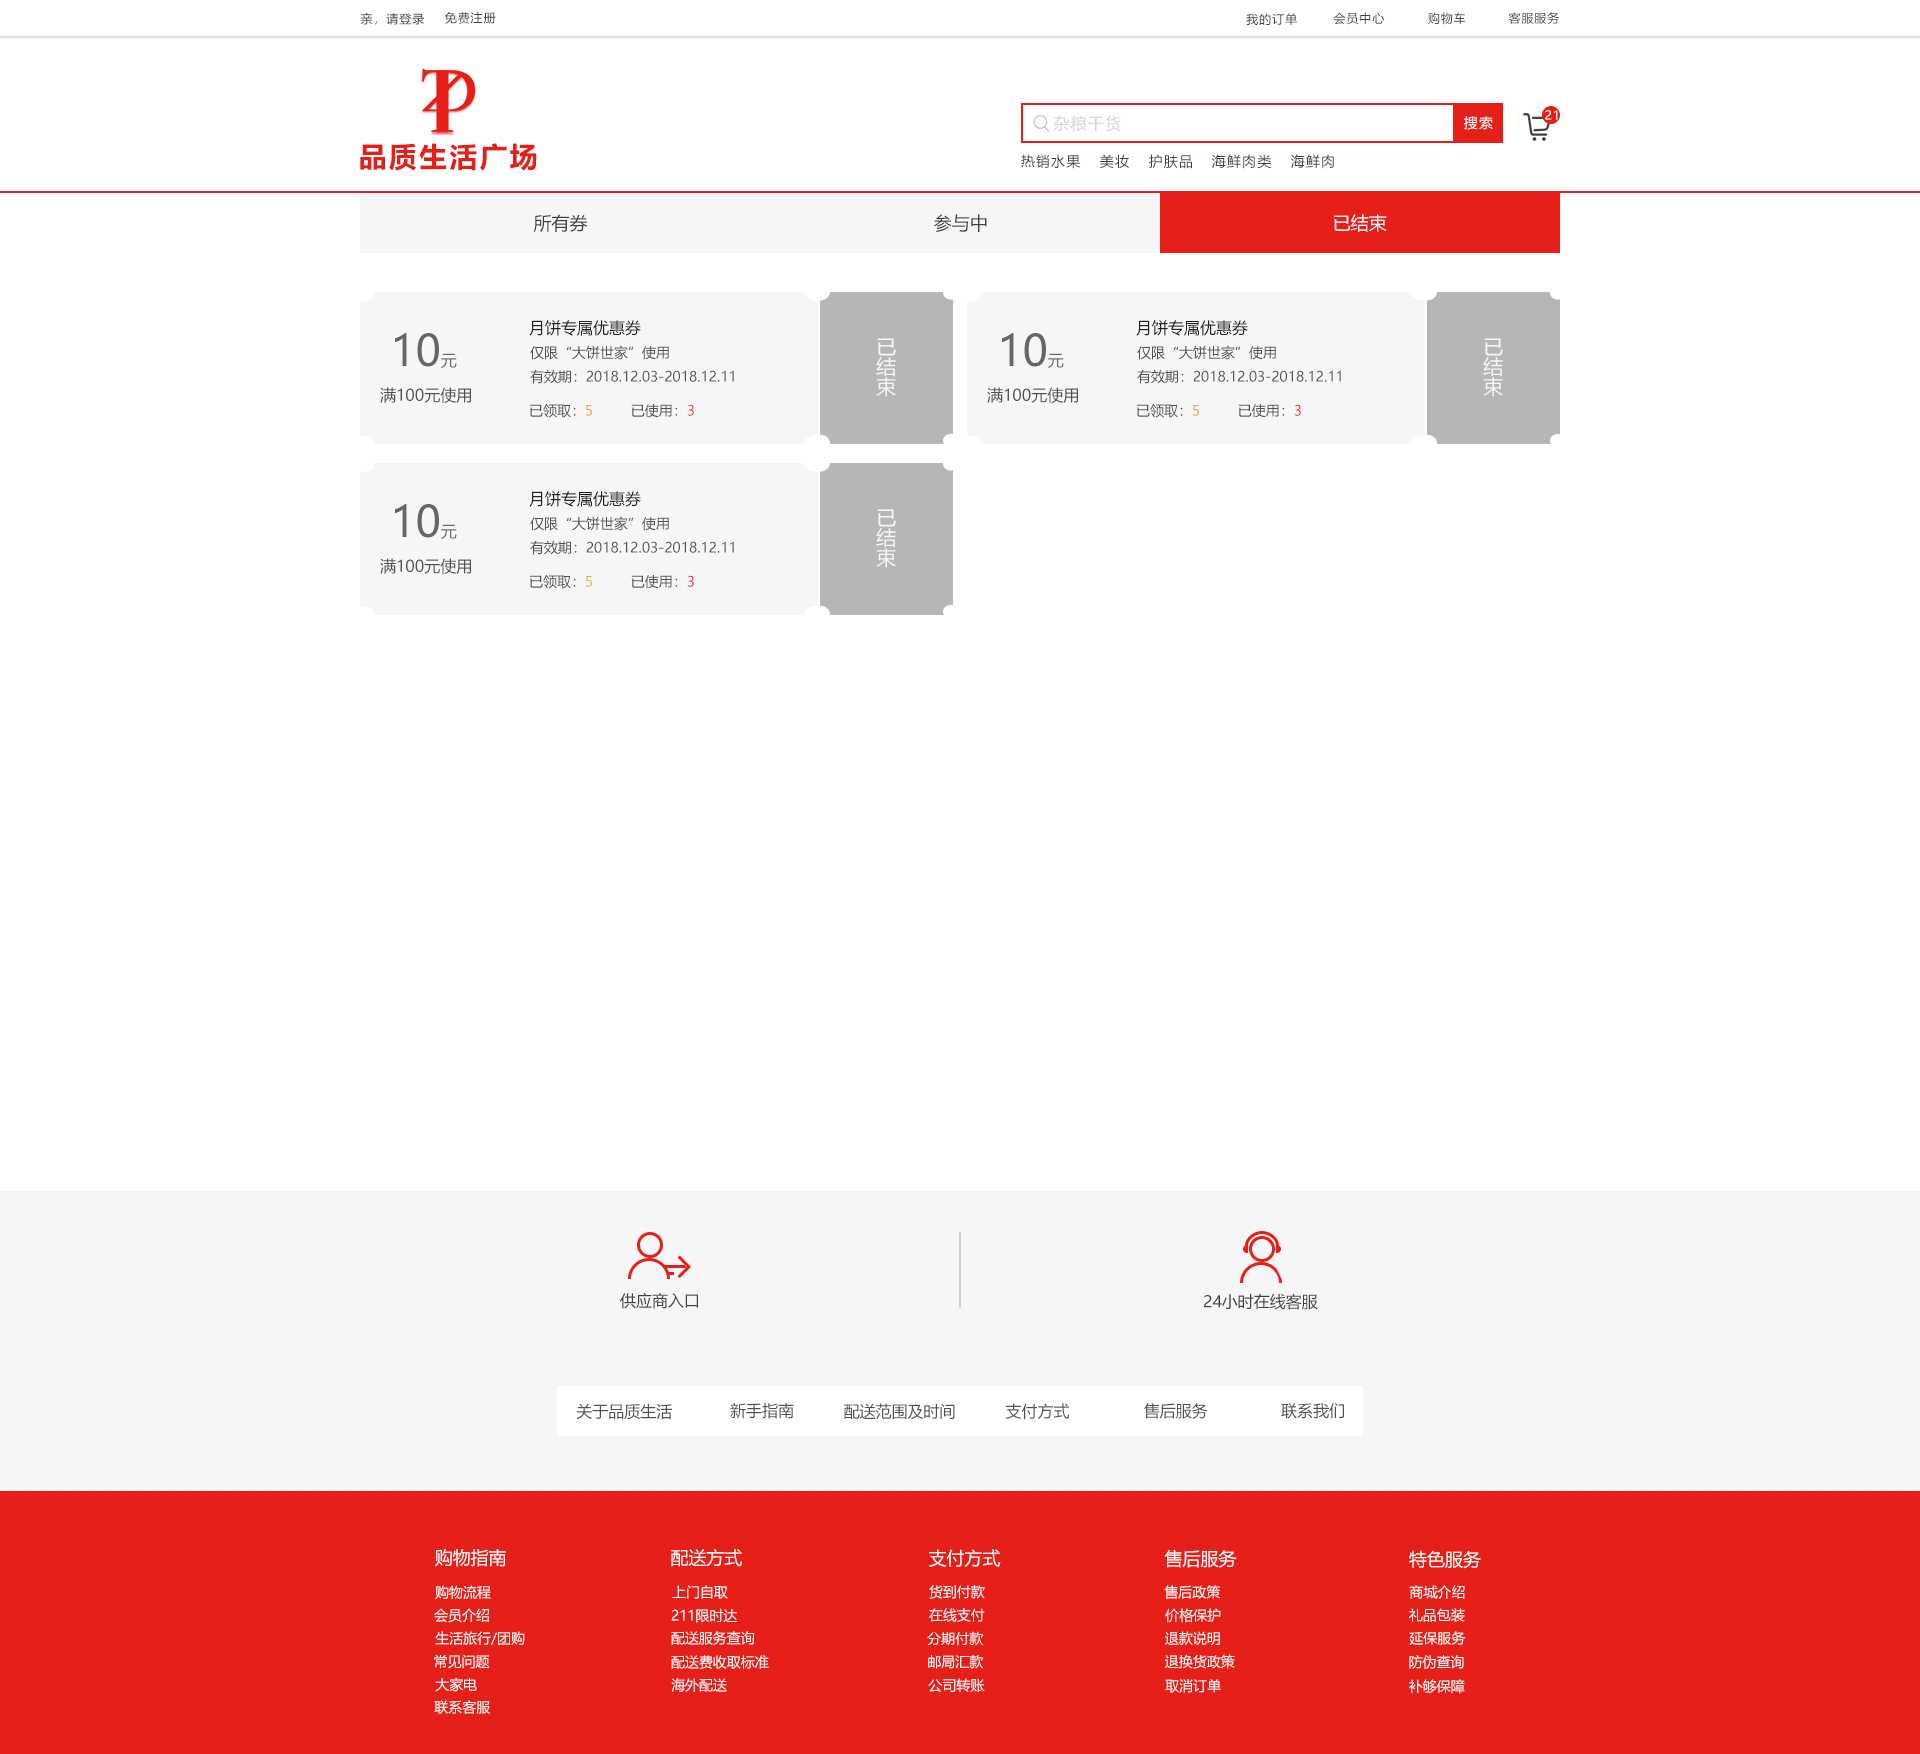 亲，请登录 免费注册 我的订单 会员中心 购物车 客服服务
品质生活广场
杂粮干货 搜索 21
热销水果 美妆 护肤品 海鲜肉类 海鲜肉
所有券 参与中 已结束
10元
满100元使用
月饼专属优惠券
仅限“大饼世家”使用
有效期：2018.12.03-2018.12.11
已领取：5 已使用：3
已结束
10元
满100元使用
月饼专属优惠券
仅限“大饼世家”使用
有效期：2018.12.03-2018.12.11
已领取：5 已使用：3
已结束
10元
满100元使用
月饼专属优惠券
仅限“大饼世家”使用
有效期：2018.12.03-2018.12.11
已领取：5 已使用：3
已结束
供应商入口 24小时在线客服
关于品质生活 新手指南 配送范围及时间 支付方式 售后服务 联系我们
购物指南
购物流程
会员介绍
生活旅行/团购
常见问题
大家电
联系客服
配送方式
上门自取
211限时达
配送服务查询
配送费收取标准
海外配送
支付方式
货到付款
在线支付
分期付款
邮局汇款
公司转账
售后服务
售后政策
价格保护
退款说明
退换货政策
取消订单
特色服务
商城介绍
礼品包装
延保服务
防伪查询
补够保障